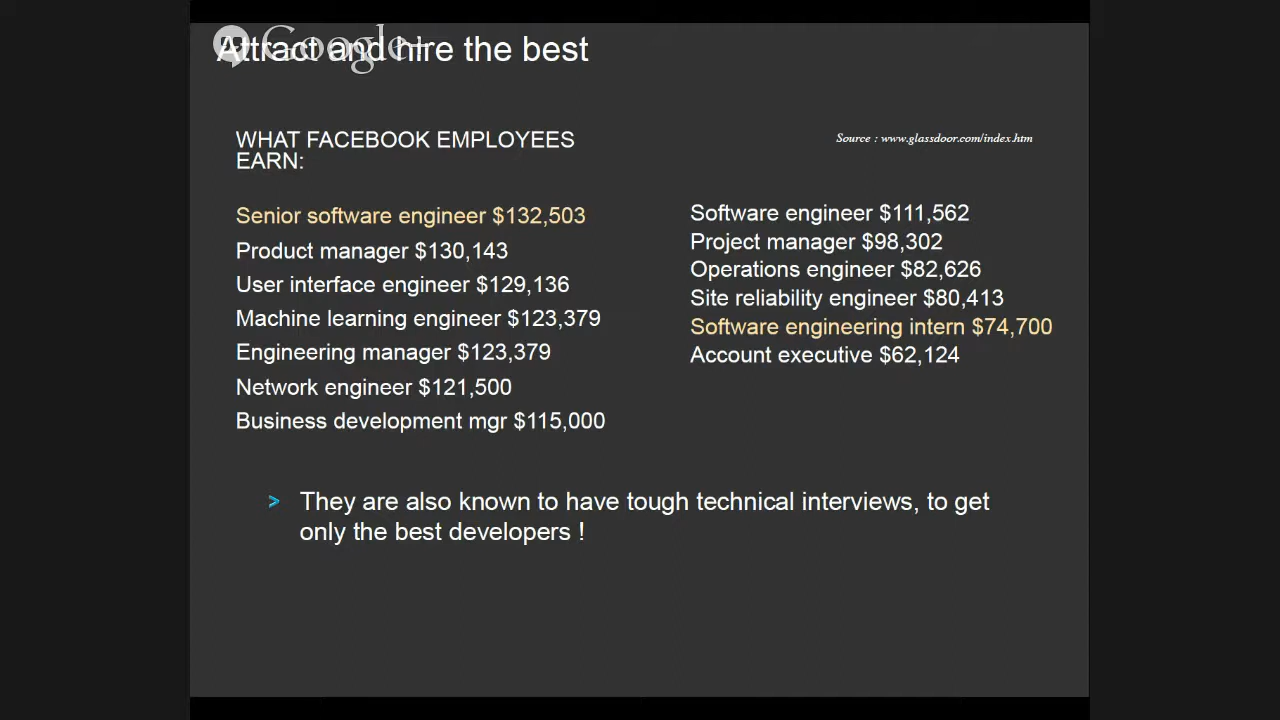 Google+
Attract and hire the best
WHAT FACEBOOK EMPLOYEES
EARN:
Source : www.glassdoor.com/index.htm
Senior software engineer $132,503
Product manager $130,143
User interface engineer $129,136
Machine learning engineer $123,379
Engineering manager $123,379
Network engineer $121,500
Business development mgr $115,000
Software engineer $111,562
Project manager $98,302
Operations engineer $82,626
Site reliability engineer $80,413
Software engineering intern $74,700
Account executive $62,124
> They are also known to have tough technical interviews, to get
only the best developers !